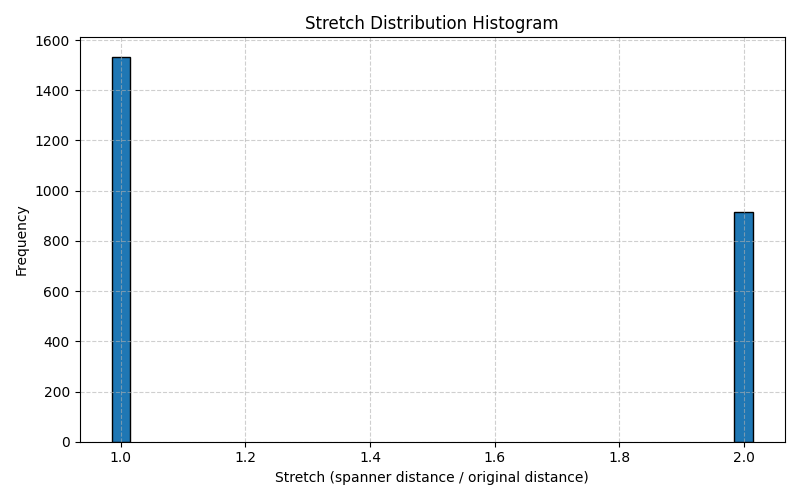 Stretch Distribution Histogram
1600
1400
1200
1000
800
600
400
200
0
Frequency
1.0 1.2 1.4 1.6 1.8 2.0
Stretch (spanner distance / original distance)